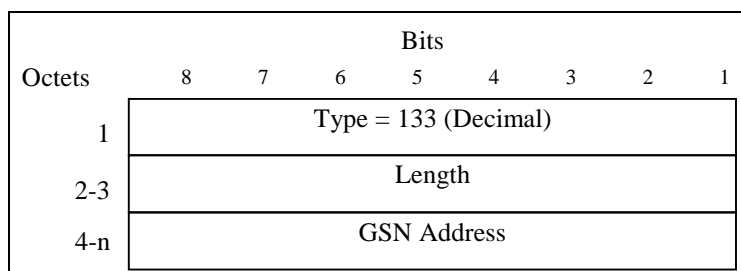 Bits
Octets 8 7 6 5 4 3 2 1
1 Type = 133 (Decimal)
2-3 Length
4-n GSN Address